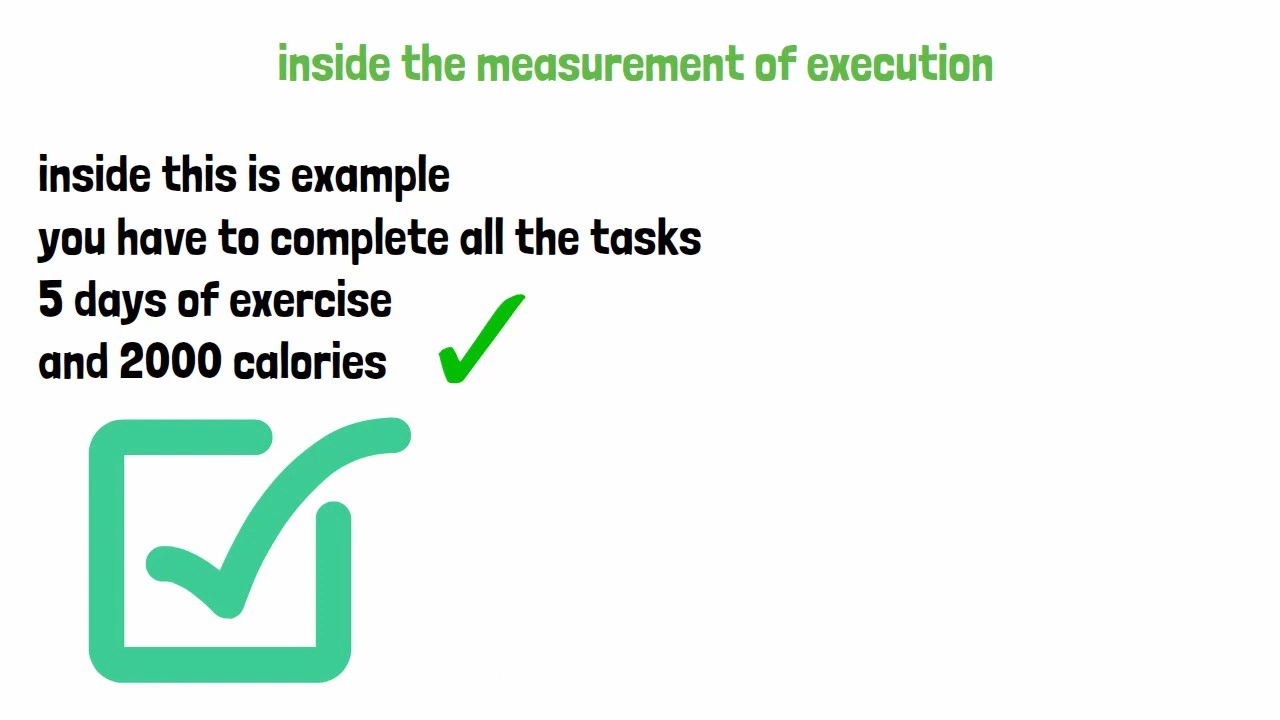 inside the measurement of execution
inside this is example
you have to complete all the tasks
5 days of exercise
and 2000 calories